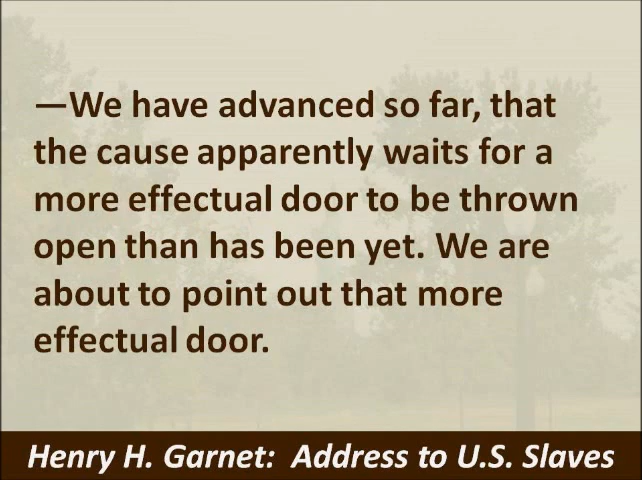 —We have advanced so far, that
the cause apparently waits for a
more effectual door to be thrown
open than has been yet. We are
about to point out that more
effectual door.
Henry H. Garnet:  Address to U.S. Slaves